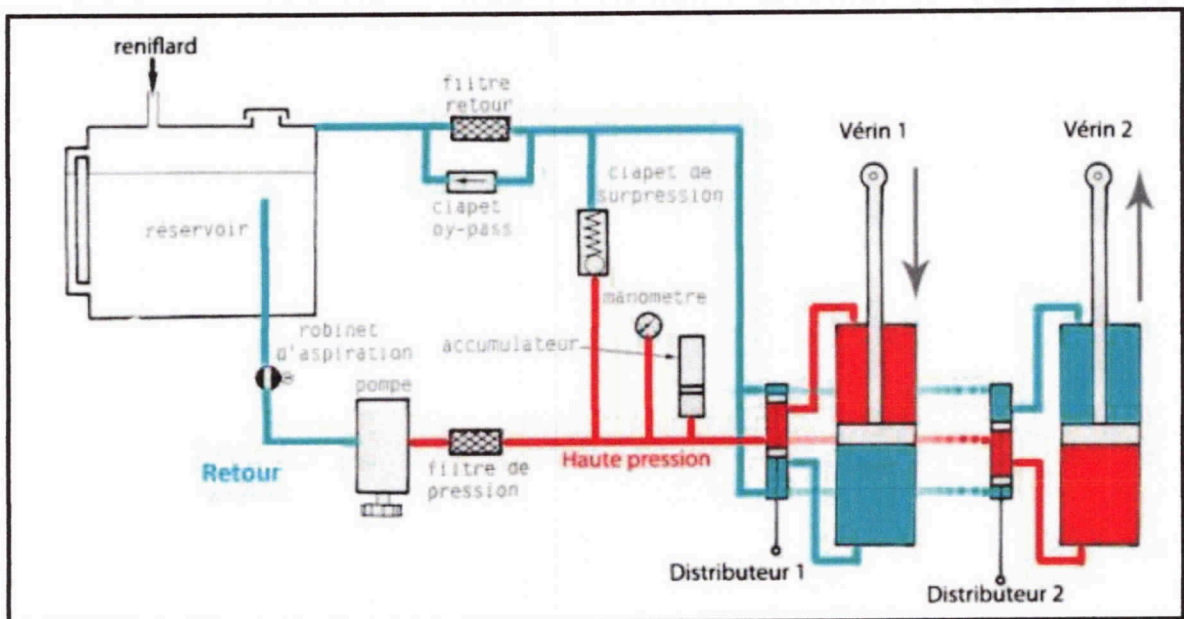 reniflard
filtre
retour
Vérin 1
Vérin 2
clapet de
surpression
clapet
by-pass
réservoir
manometre
robinet
d'aspiration
accumulateur
pompe
Haute pression
Retour
filtre de
pression
Distributeur 1
Distributeur 2